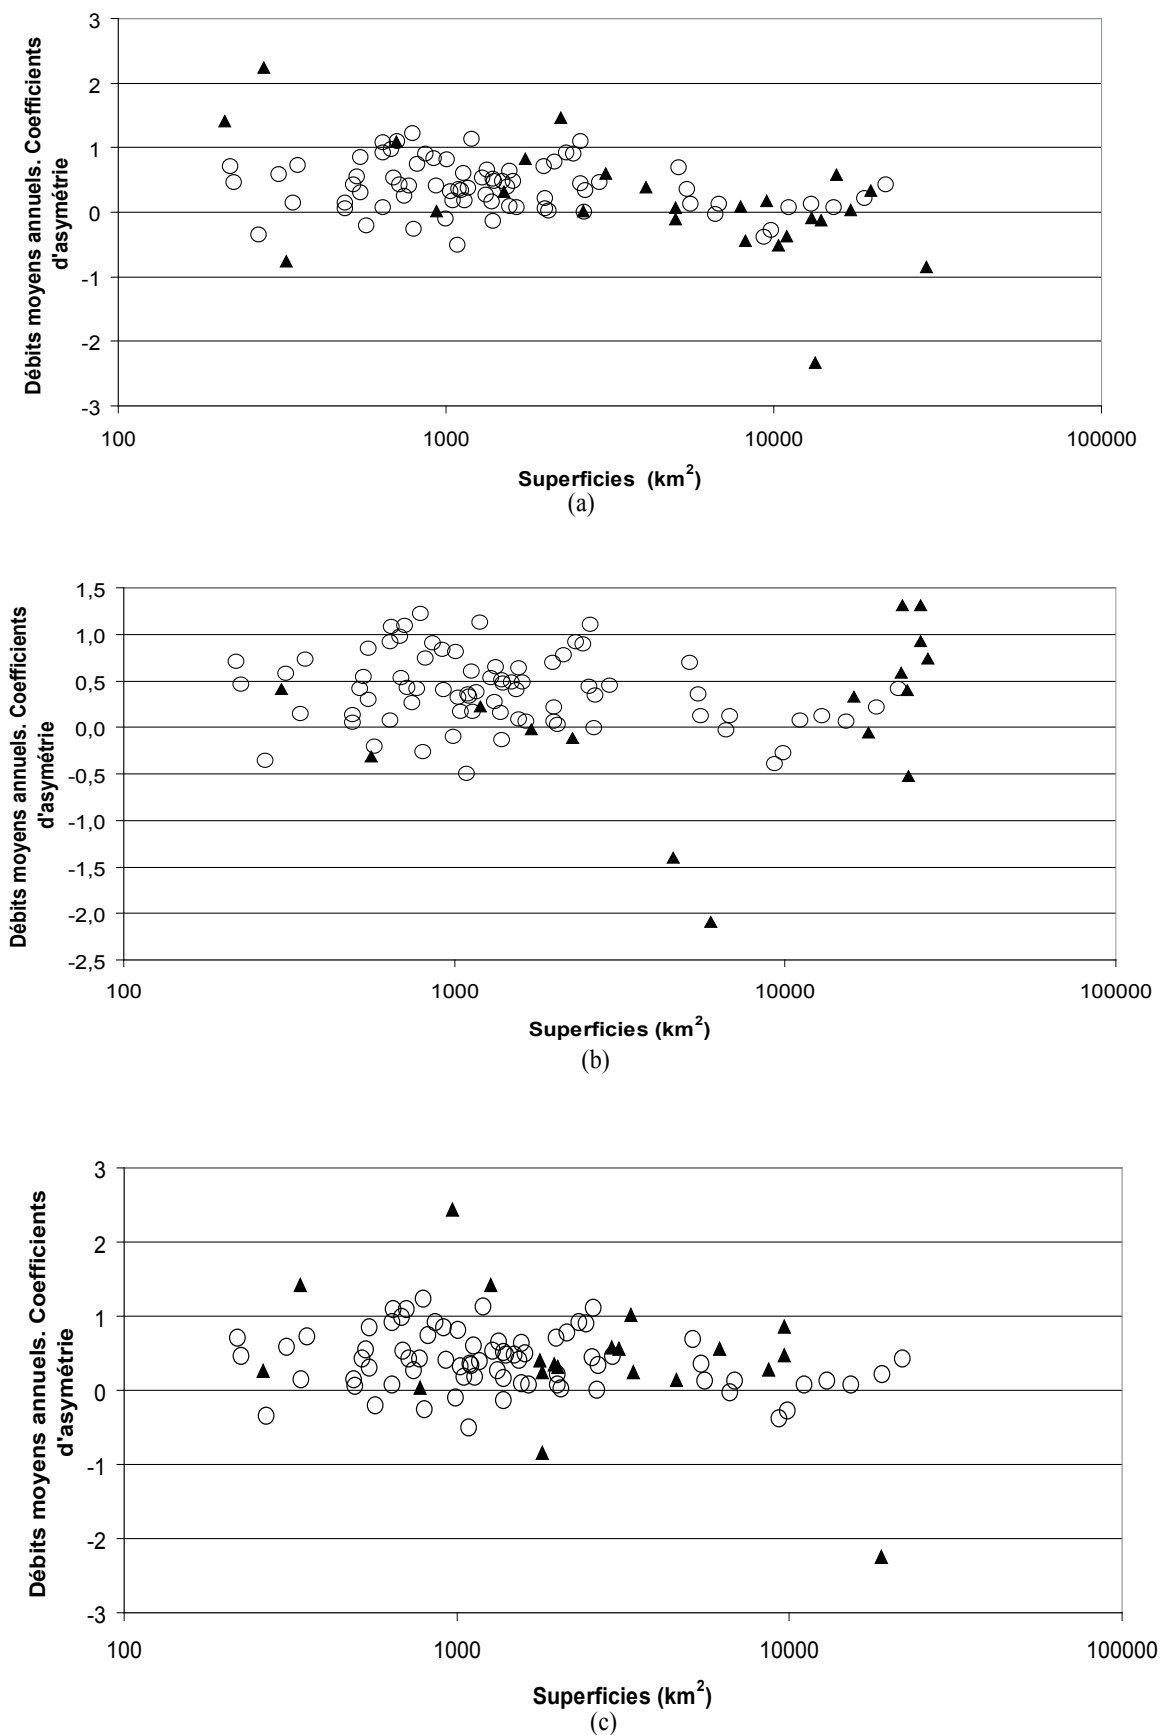 3
2
1
0
-1
-2
-3
Débits moyens annuels. Coefficients
d'asymétrie
100
1000
10000
100000
Superficies (km²)
(a)
1,5
1,0
0,5
0,0
-0,5
-1,0
-1,5
-2,0
-2,5
Débits moyens annuels. Coefficients
d'asymétrie
100
1000
10000
100000
Superficies (km²)
(b)
3
2
1
0
-1
-2
-3
Débits moyens annuels. Coefficients
d'asymétrie
100
1000
10000
100000
Superficies (km²)
(c)